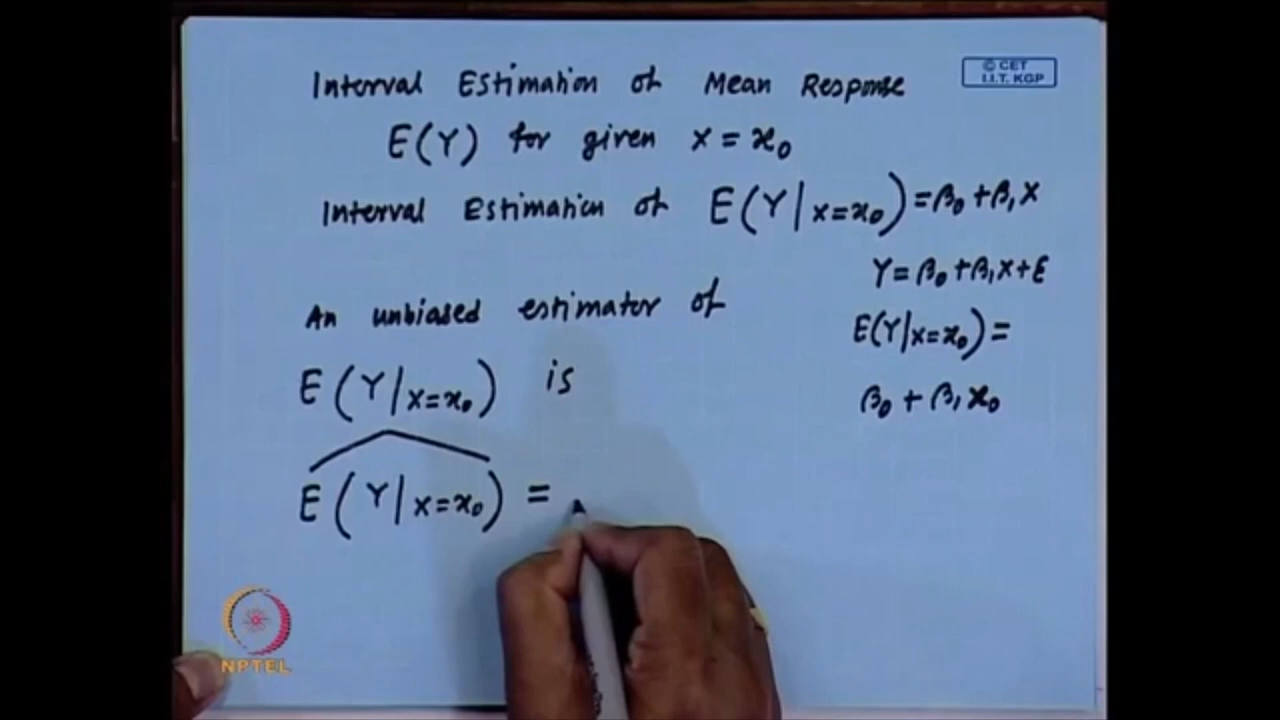 Interval Estimation of Mean Response
© CET
I.I.T. KGP
E(Y) for given x = x₀
Interval Estimation of E(Y|x=x₀) = β₀ + β₁x
Y = β₀ + β₁x + ε
An unbiased estimator of
E(Y|x=x₀) =
E(Y|x=x₀) is
β₀ + β₁x₀
E(Y|x=x₀) =
NPTEL